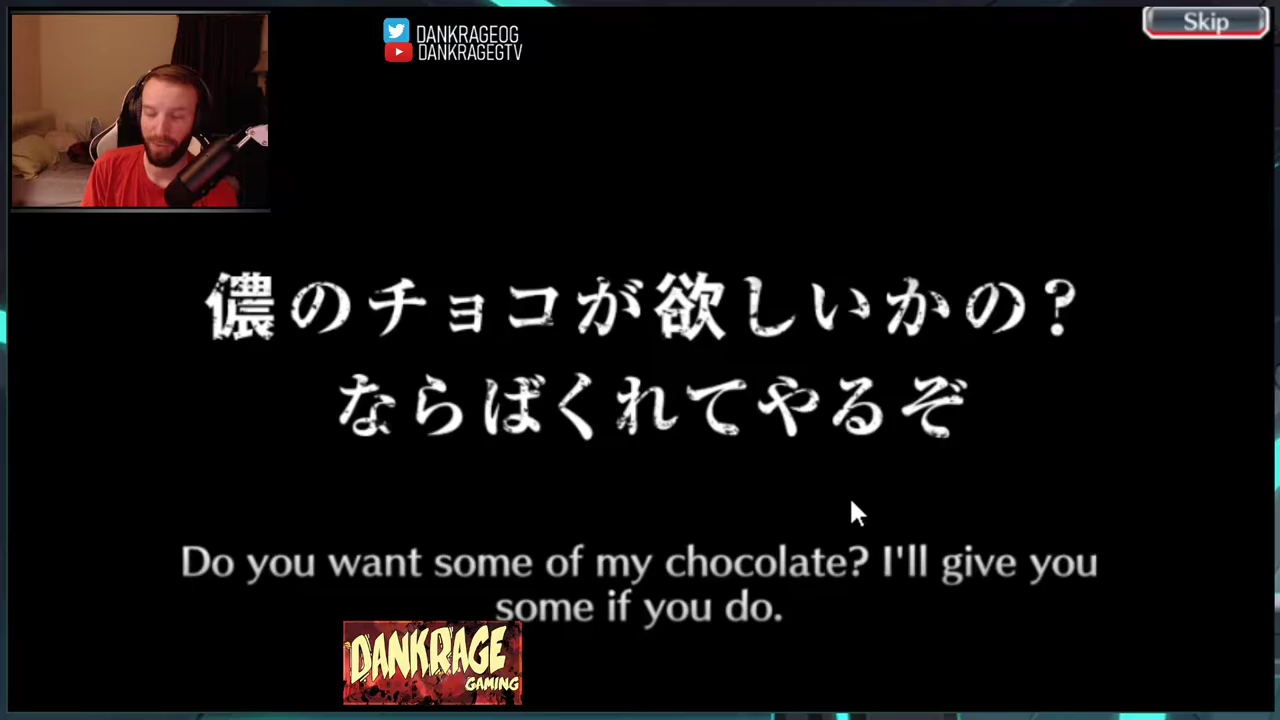 DANKRAGEOG
DANKRAGEGTV
Skip
儂のチョコが欲しいかの?
ならばくれてやるぞ
Do you want some of my chocolate? I'll give you
some if you do.
DANKRAGE
GAMING